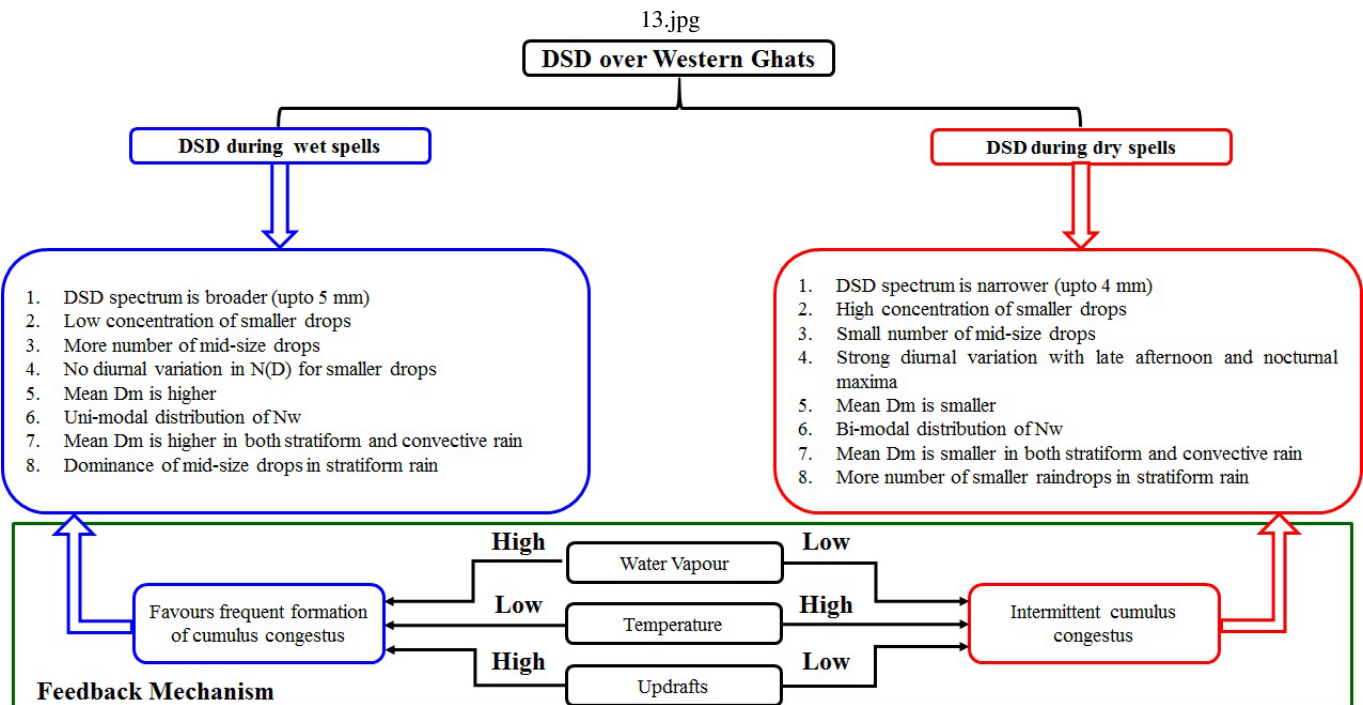 13.jpg
DSD over Western Ghats
DSD during wet spells
DSD during dry spells
1. DSD spectrum is broader (upto 5 mm)
2. Low concentration of smaller drops
3. More number of mid-size drops
4. No diurnal variation in N(D) for smaller drops
5. Mean Dm is higher
6. Uni-modal distribution of Nw
7. Mean Dm is higher in both stratiform and convective rain
8. Dominance of mid-size drops in stratiform rain
1. DSD spectrum is narrower (upto 4 mm)
2. High concentration of smaller drops
3. Small number of mid-size drops
4. Strong diurnal variation with late afternoon and nocturnal
maxima
5. Mean Dm is smaller
6. Bi-modal distribution of Nw
7. Mean Dm is smaller in both stratiform and convective rain
8. More number of smaller raindrops in stratiform rain
High
Water Vapour
Low
Favours frequent formation
of cumulus congestus
Low
Temperature
High
Intermittent cumulus
congestus
High
Updrafts
Low
Feedback Mechanism